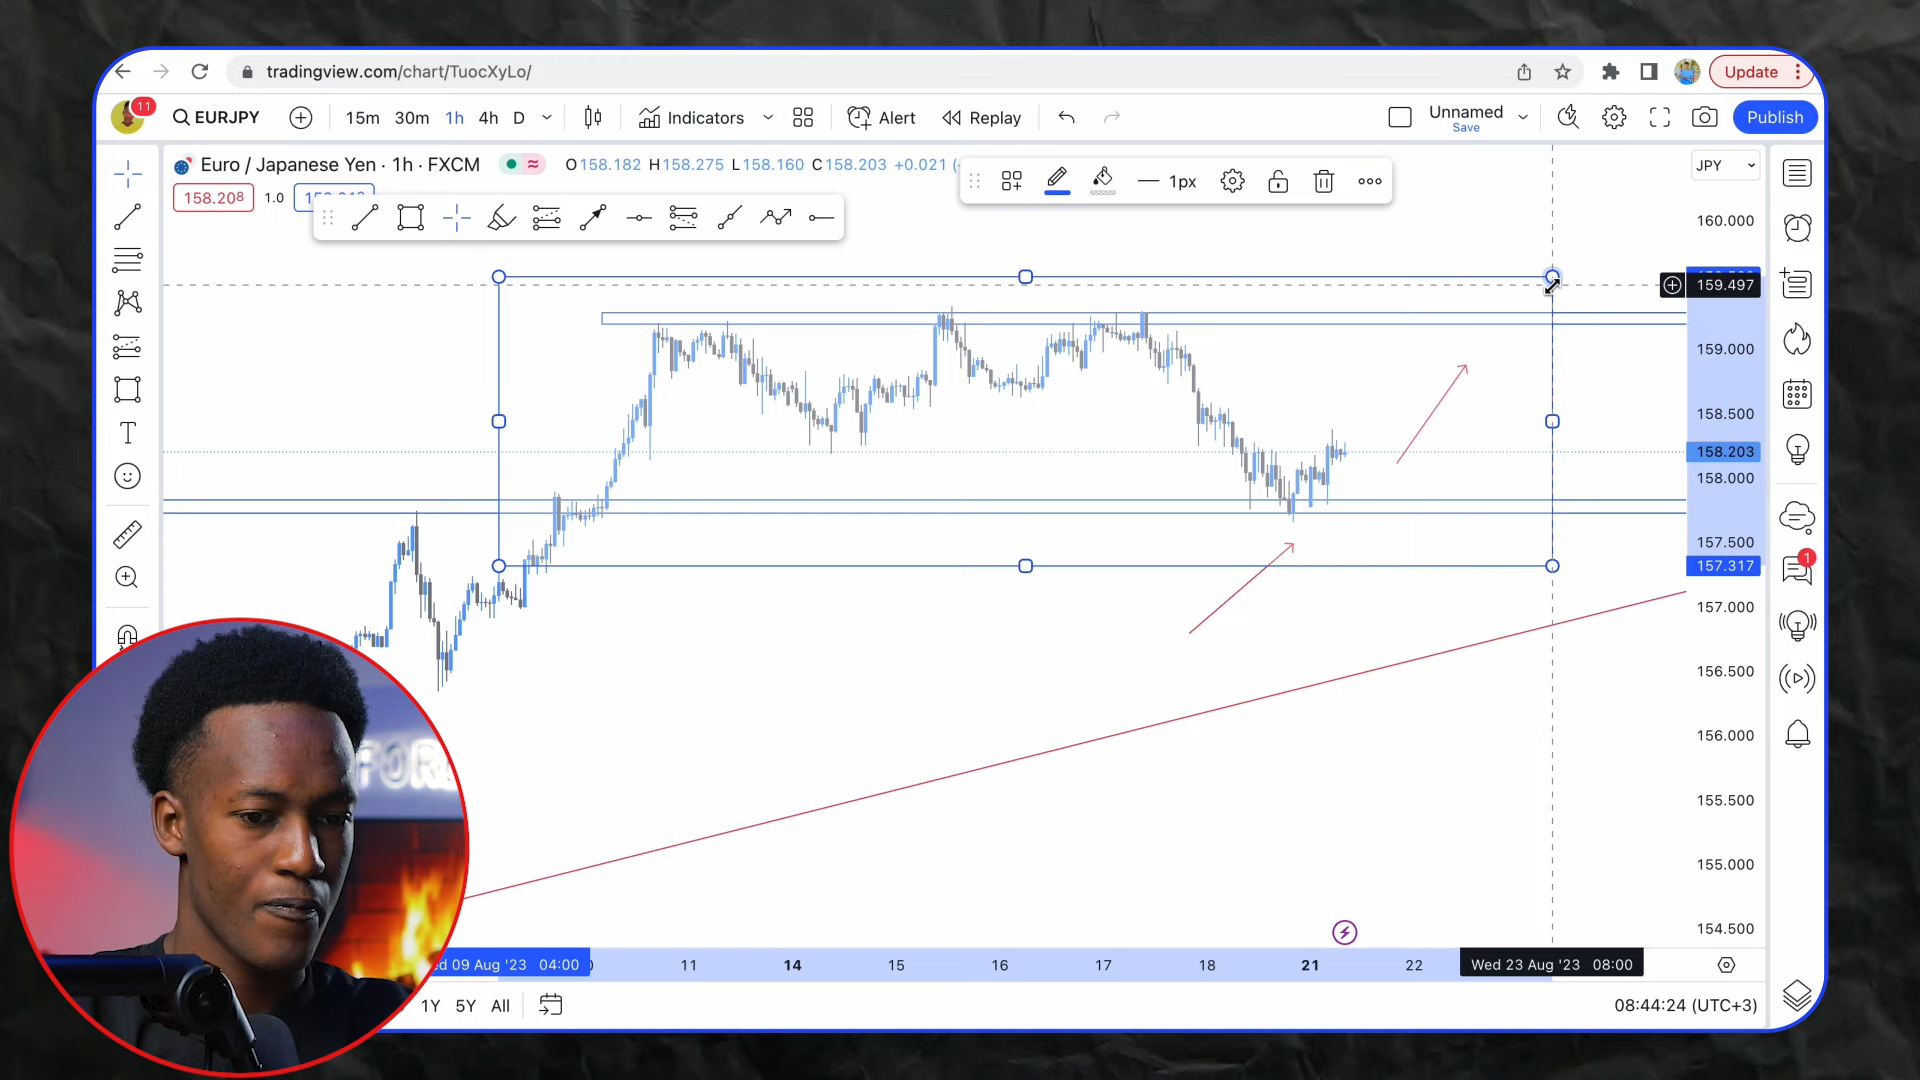 tradingview.com/chart/TuocXyLo/
Update
11
EURJPY
15m 30m 1h 4h D
Indicators
Alert
Replay
Unnamed
Save
Publish
Euro / Japanese Yen · 1h · FXCM
O158.182 H158.275 L158.160 C158.203 +0.021
JPY
158.208
1.0
1px
160.000
159.497
159.000
158.500
158.203
158.000
157.500
157.317
157.000
156.500
156.000
155.500
155.000
154.500
1
T
FOR
09 Aug '23 04:00
11 14 15 16 17 18 21 22
Wed 23 Aug '23 08:00
1Y 5Y All
08:44:24 (UTC+3)